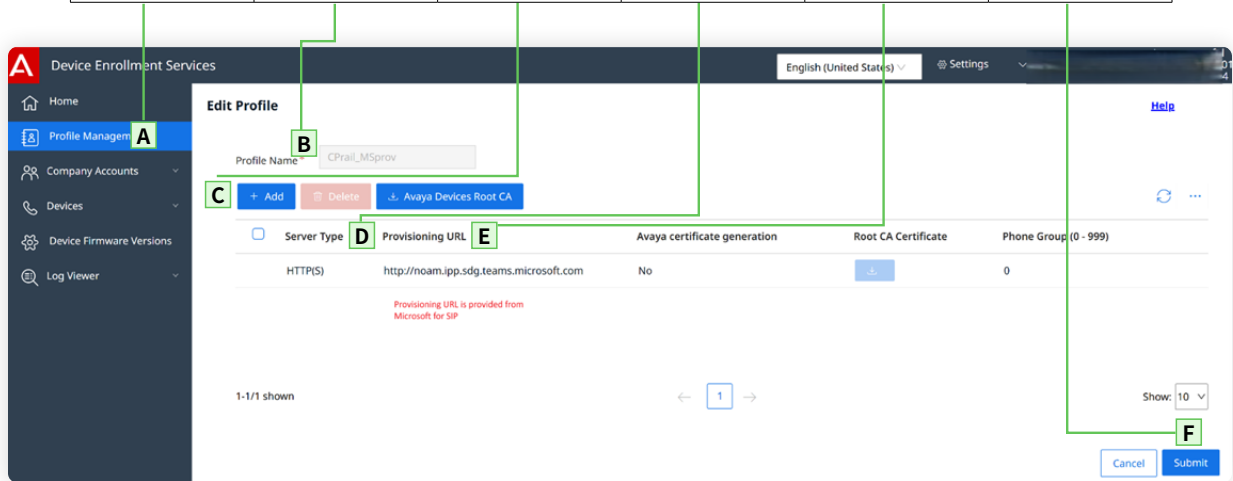 Device Enrollment Services
English (United States)
Settings
01
4
Home
Edit Profile
Help
Profile Managem
A
B
Profile Name *
CPrail_MSprov
Company Accounts
C
+ Add
Delete
Avaya Devices Root CA
...
Devices
Server Type
D
Provisioning URL
E
Avaya certificate generation
Root CA Certificate
Phone Group (0 - 999)
Device Firmware Versions
HTTP(S)
http://noam.ipp.sdg.teams.microsoft.com
No
0
Log Viewer
Provisioning URL is provided from
Microsoft for SIP
1-1/1 shown
1
Show: 10
F
Cancel
Submit